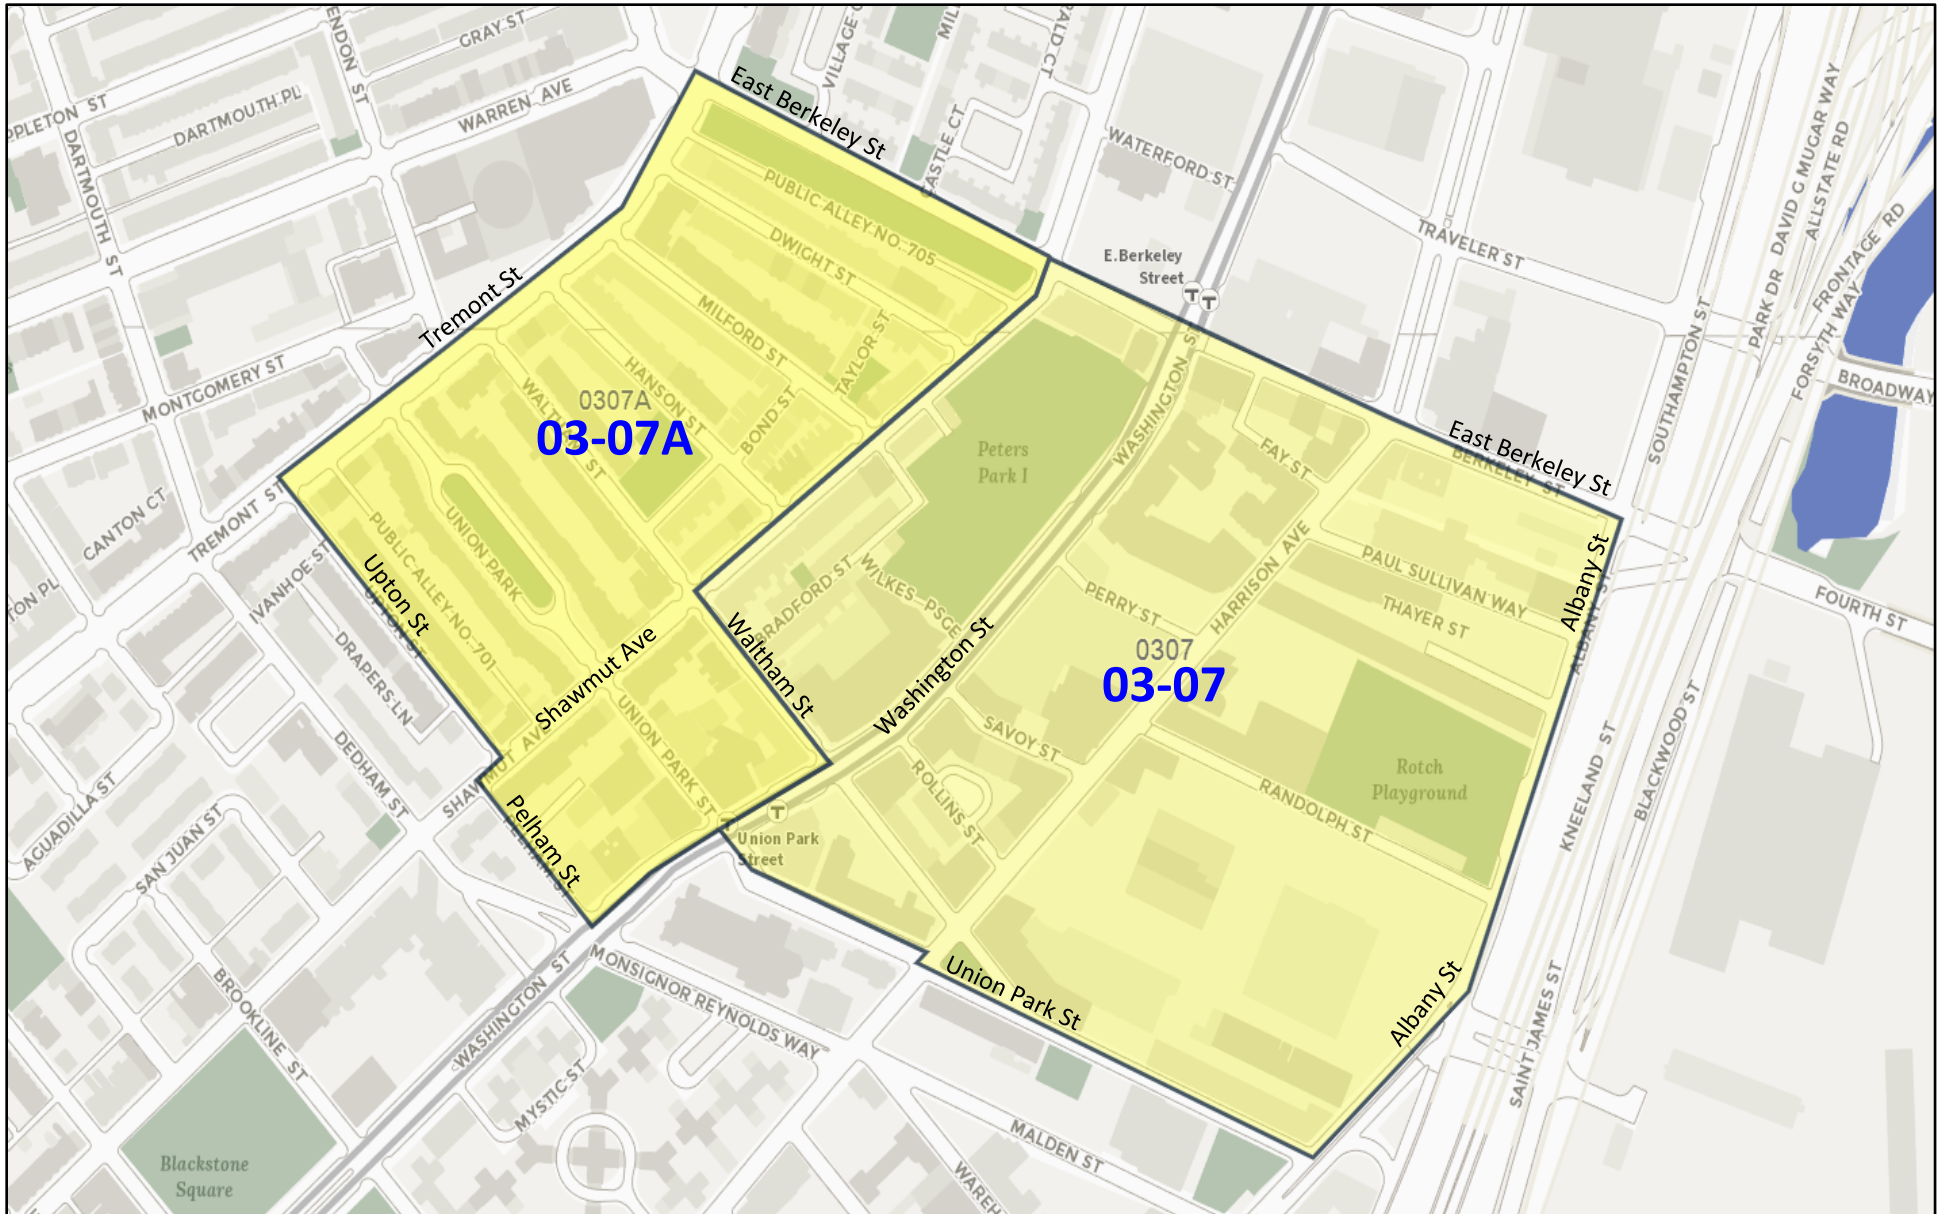 GRAY ST
WARREN AVE
DARTMOUTH PL
DARTMOUTH ST
East Berkeley St
CASTLE CT
WATERFORD ST
TRAVELER ST
E.Berkeley
Street
T
T
PUBLIC ALLEY NO. 705
DWIGHT ST
MILFORD ST
TAYLOR ST
HANSON ST
BOND ST
Tremont St
MONTGOMERY ST
0307A
03-07A
CANTON CT
TREMONT ST
IVANHOE ST
UNION PARK
PUBLIC ALLEY NO. 701
Upton St
UPTON ST
DRAPERS LN
DEDHAM ST
AGUADILLA ST
SAN JUAN ST
Shawmut Ave
UNION PARK ST
Pelham St
Waltham St
BRADFORD ST
WILKES PSGE
Peters
Park I
WASHINGTON ST
Washington St
FAY ST
PERRY ST
HARRISON AVE
0307
03-07
PAUL SULLIVAN WAY
THAYER ST
East Berkeley St
BERKELEY ST
Albany St
ALBANY ST
SAVOY ST
ROLLINS ST
RANDOLPH ST
Rotch
Playground
T
T
Union Park
Street
Union Park St
Albany St
MONSIGNOR REYNOLDS WAY
WASHINGTON ST
BROOKLINE ST
MYSTIC ST
Blackstone
Square
MALDEN ST
SOUTHAMPTON ST
PARK DR
DAVID G MUGAR WAY
ALLSTATE RD
FRONTAGE RD
FORSYTH WAY
BROADWAY
FOURTH ST
KNEELAND ST
BLACKWOOD ST
SAINT JAMES ST